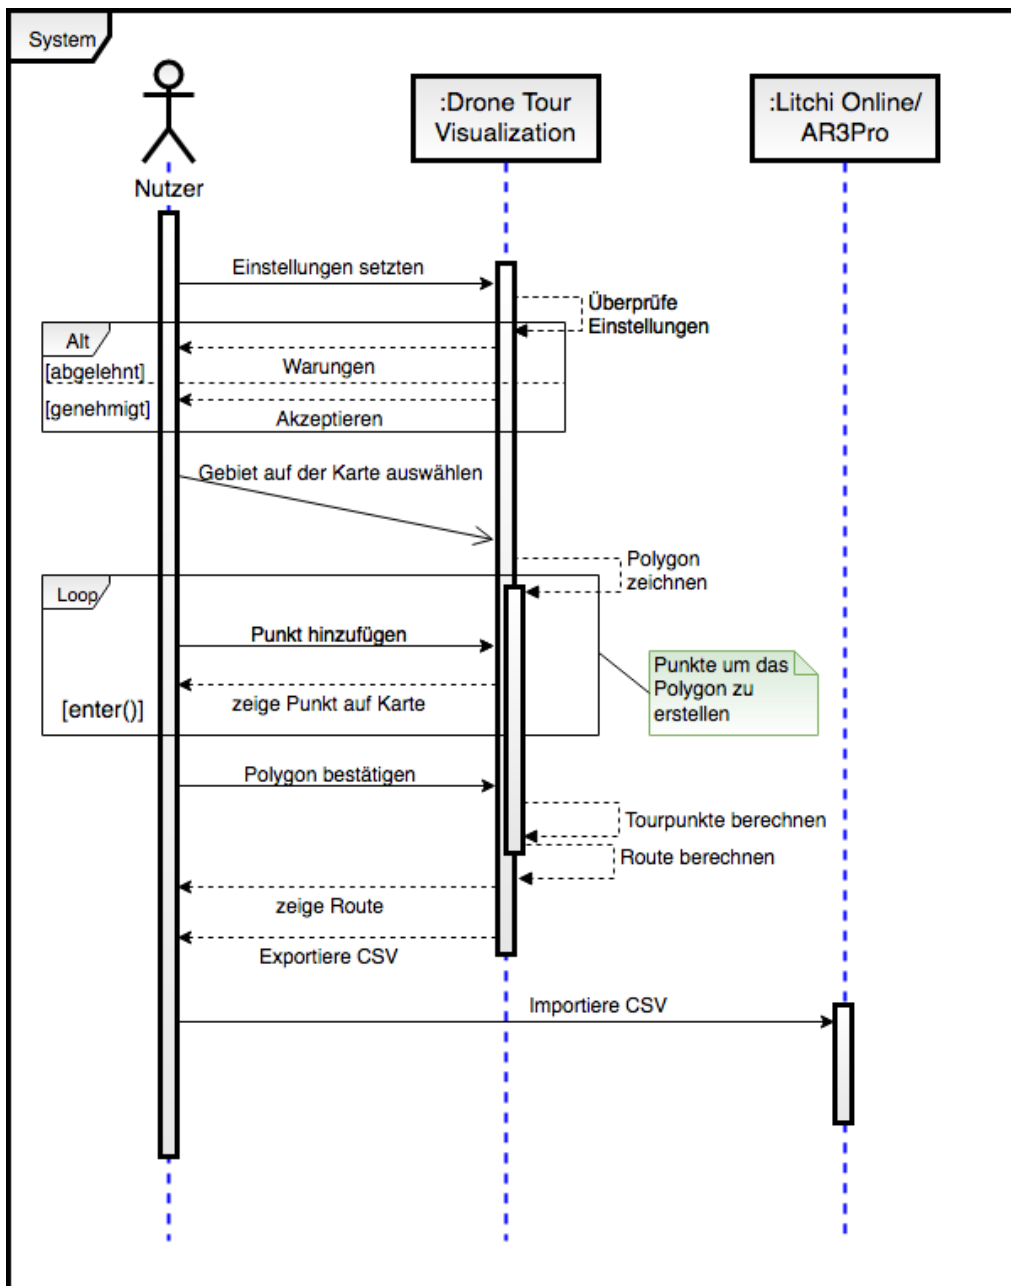 System
:Drone Tour
Visualization
:Litchi Online/
AR3Pro
Nutzer
Einstellungen setzten
Überprüfe
Einstellungen
Alt
[abgelehnt]
Warungen
[genehmigt]
Akzeptieren
Gebiet auf der Karte auswählen
Polygon
zeichnen
Loop
Punkt hinzufügen
Punkte um das
Polygon zu
erstellen
zeige Punkt auf Karte
[enter()]
Polygon bestätigen
Tourpunkte berechnen
Route berechnen
zeige Route
Exportiere CSV
Importiere CSV